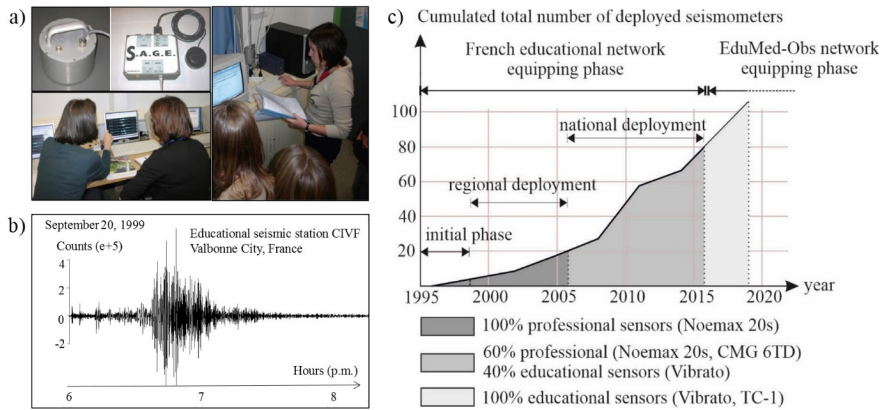 a)
S.A.G.E.
b)
September 20, 1999
Counts (e+5)
Educational seismic station CIVF
Valbonne City, France
4
2
0
-2
Hours (p.m.)
6 7 8
c) Cumulated total number of deployed seismometers
French educational network
equipping phase
EduMed-Obs network
equipping phase
100
80
60
40
20
national deployment
regional deployment
initial phase
1995 2000 2005 2010 2015 2020 year
100% professional sensors (Noemax 20s)
60% professional (Noemax 20s, CMG 6TD)
40% educational sensors (Vibrato)
100% educational sensors (Vibrato, TC-1)